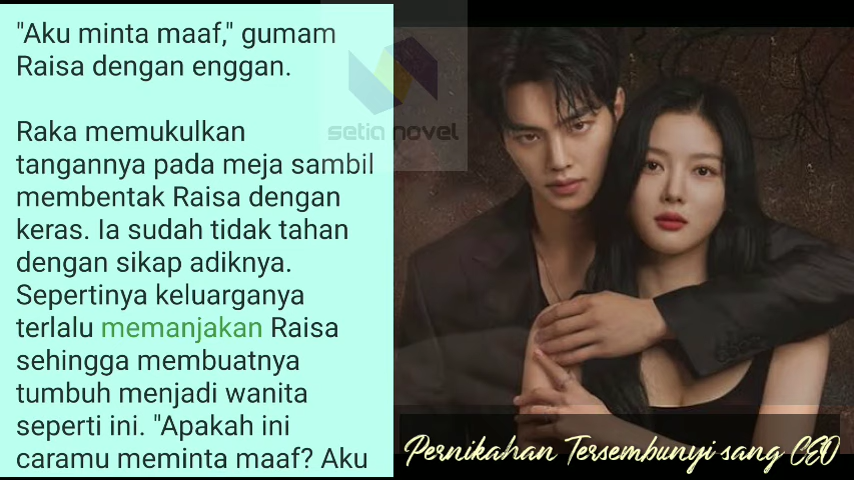 "Aku minta maaf," gumam
Raisa dengan enggan.
Raka memukulkan
tangannya pada meja sambil
membentak Raisa dengan
keras. Ia sudah tidak tahan
dengan sikap adiknya.
Sepertinya keluarganya
terlalu memanjakan Raisa
sehingga membuatnya
tumbuh menjadi wanita
seperti ini. "Apakah ini
caramu meminta maaf? Aku
setia novel
Pernikahan Tersembunyi sang CEO